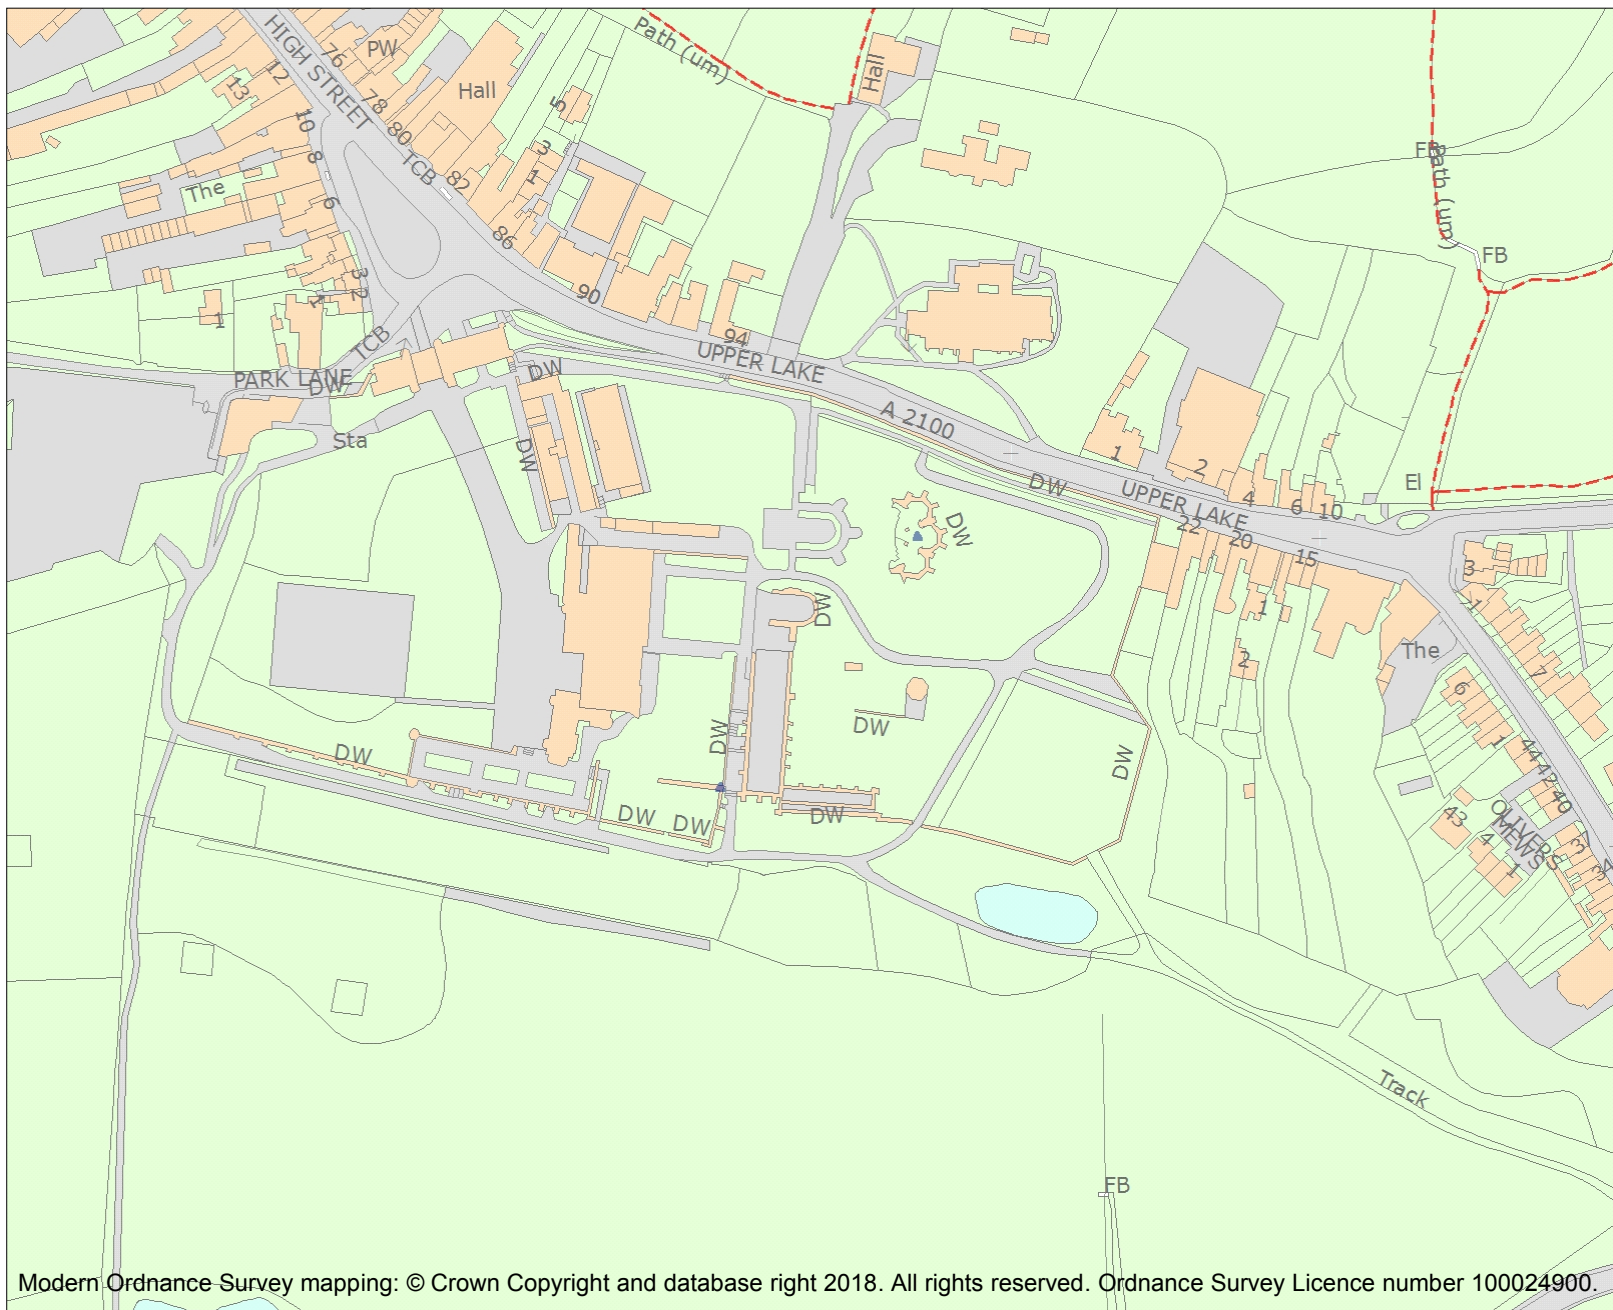 HIGH STREET
76
PW
12
13
78
Hall
10
80
8
TCB
82
The
6
86
5
3
1
Path (um)
Hall
FB
Path (um)
FB
3
2
1
1
90
94
TCB
PARK LANE
DW
DW
UPPER LAKE
A 2100
Sta
DW
DW
1
2
UPPER LAKE
4
6
10
El
22
20
15
DW
DW
1
2
3
1
The
7
6
1
DW
DW
DW
DW
DW
DW
DW
44
42
40
OLIVERS
MEWS
43
4
1
3
34
Track
FB
Modern Ordnance Survey mapping: © Crown Copyright and database right 2018. All rights reserved. Ordnance Survey Licence number 100024900.